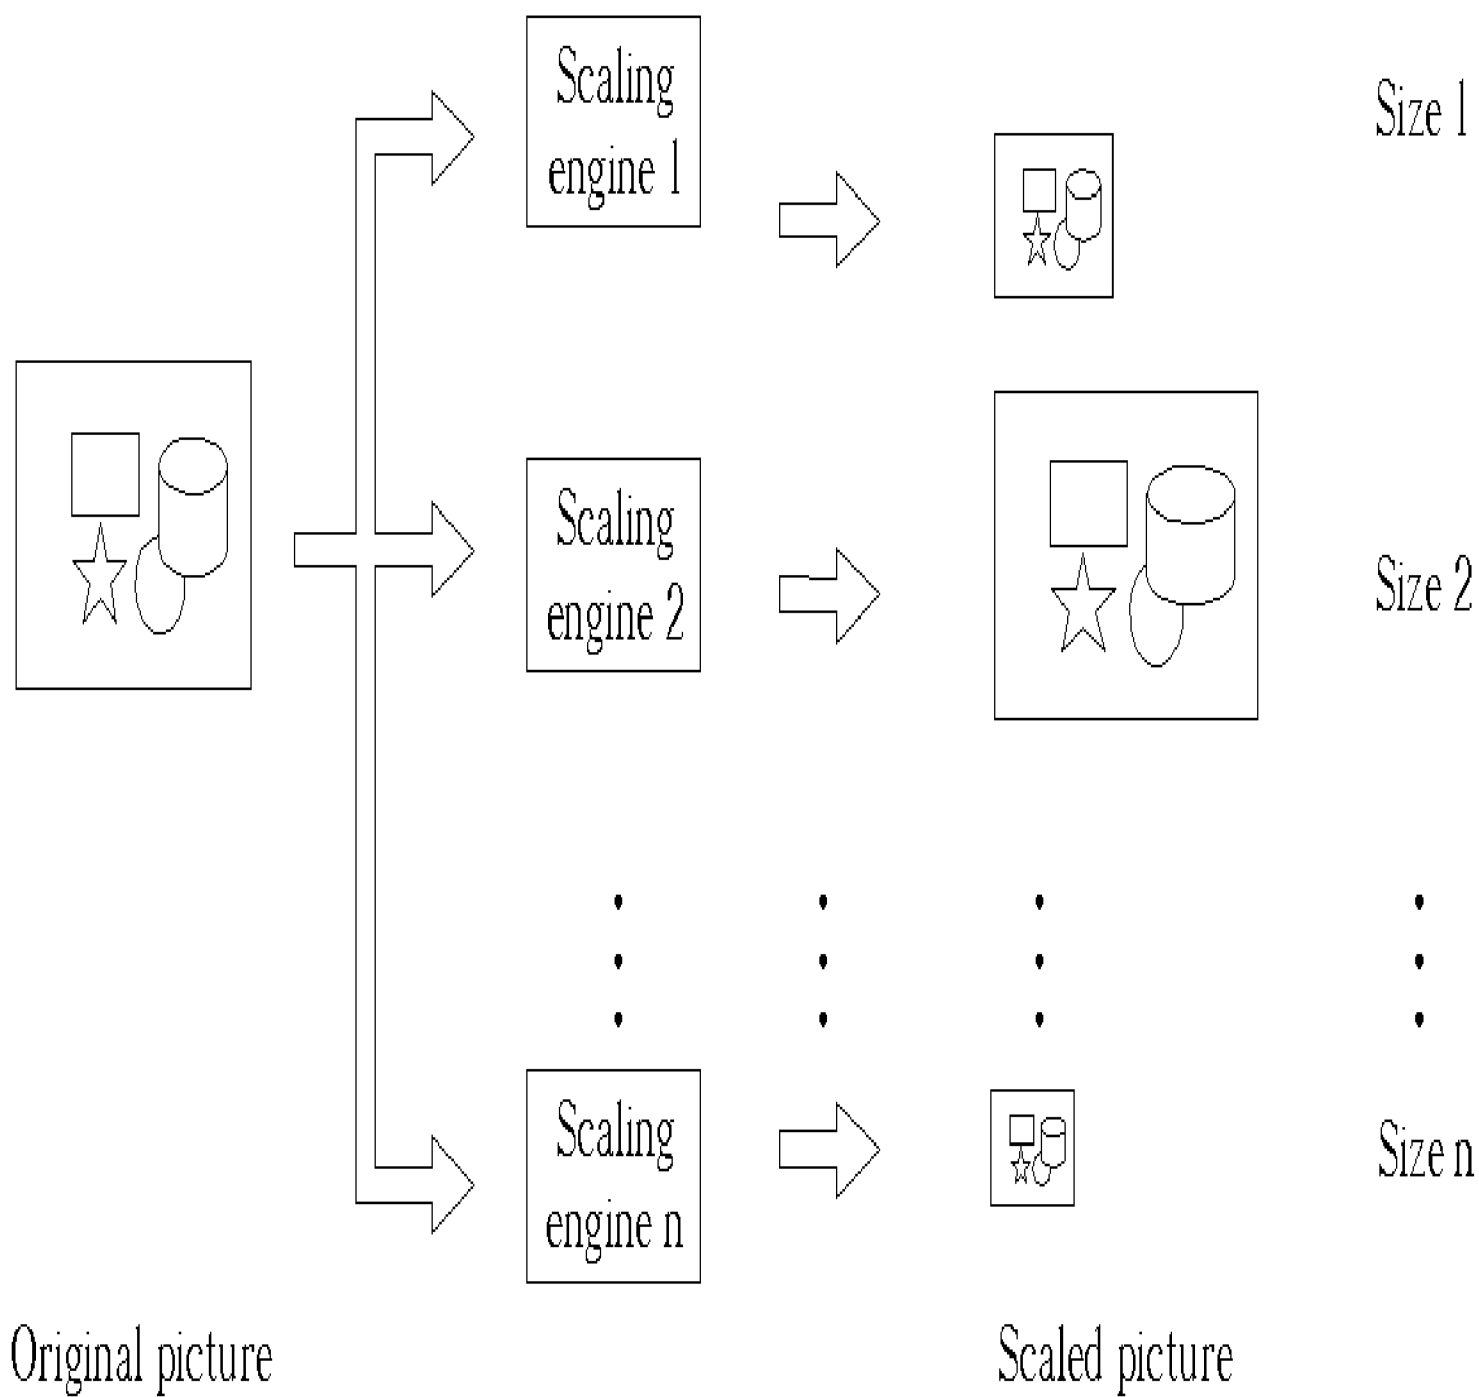 Scaling
engine 1
Size 1
Scaling
engine 2
Size 2
Scaling
engine n
Size n
Original picture
Scaled picture